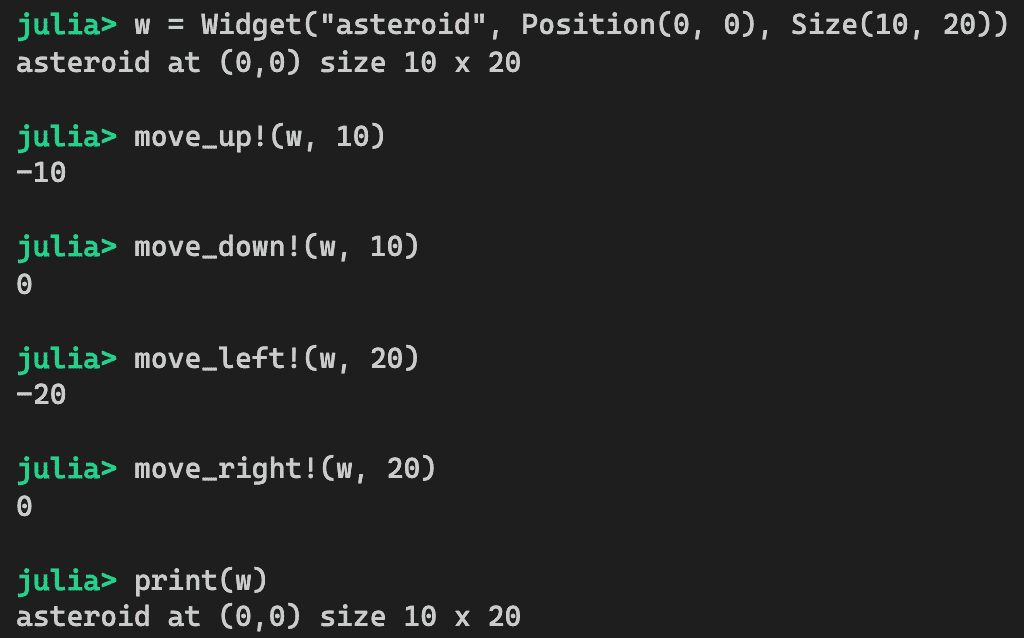 julia> w = Widget("asteroid", Position(0, 0), Size(10, 20))
asteroid at (0,0) size 10 x 20
julia> move_up!(w, 10)
-10
julia> move_down!(w, 10)
0
julia> move_left!(w, 20)
-20
julia> move_right!(w, 20)
0
julia> print(w)
asteroid at (0,0) size 10 x 20